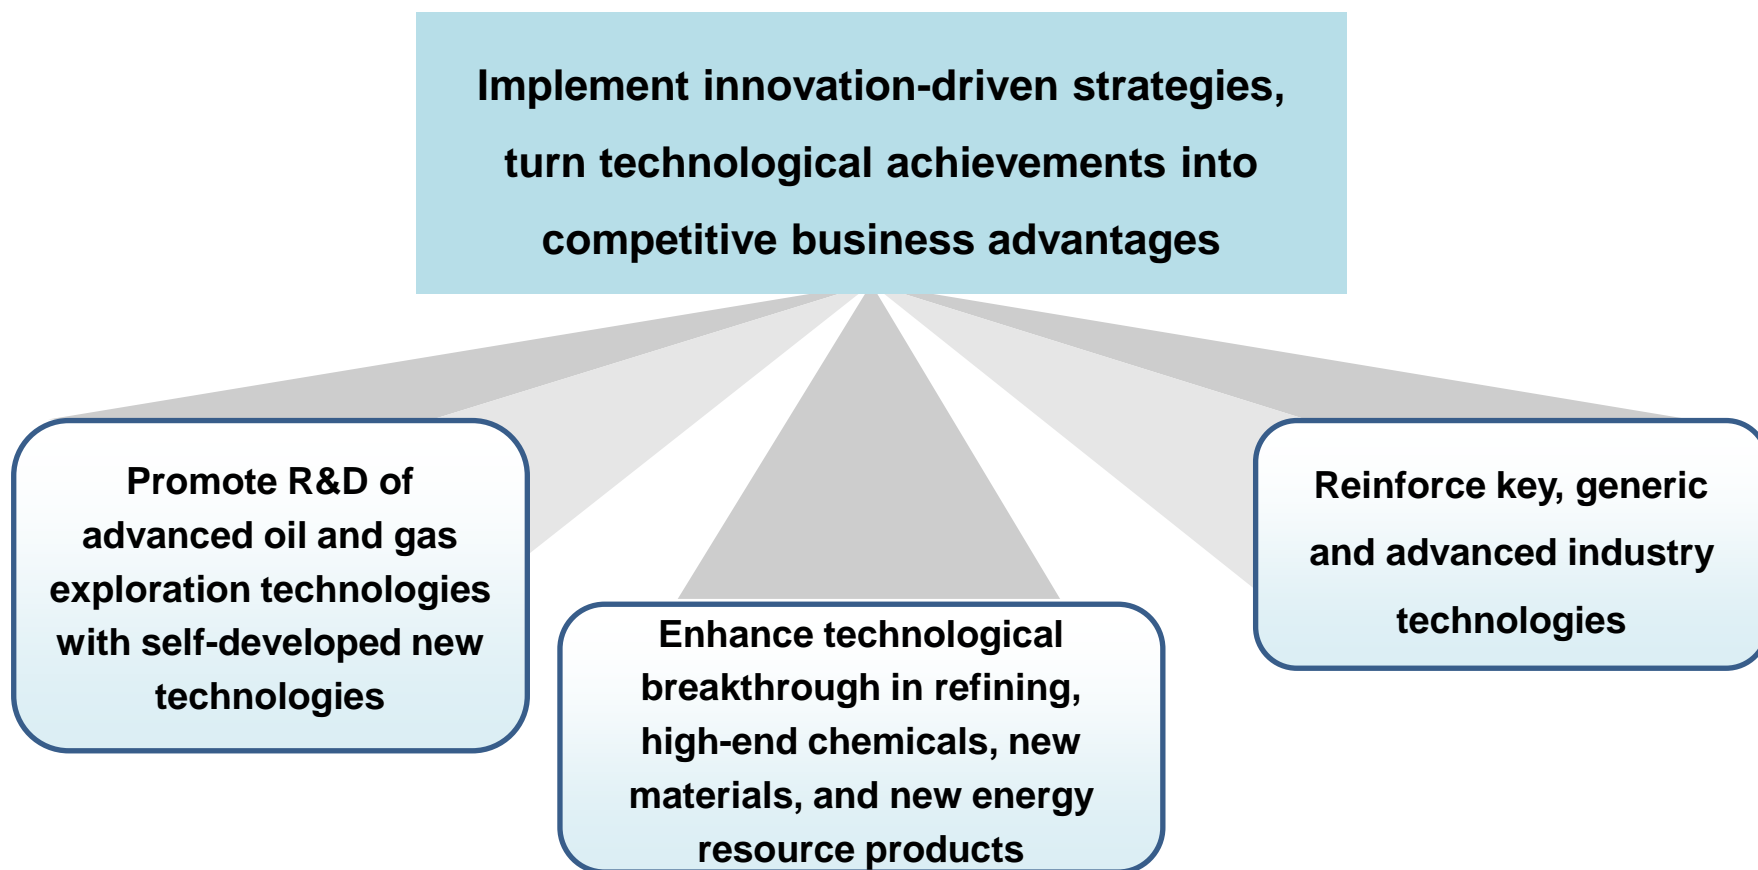 Implement innovation-driven strategies,
turn technological achievements into
competitive business advantages
Promote R&D of
advanced oil and gas
exploration technologies
with self-developed new
technologies
Enhance technological
breakthrough in refining,
high-end chemicals, new
materials, and new energy
resource products
Reinforce key, generic
and advanced industry
technologies